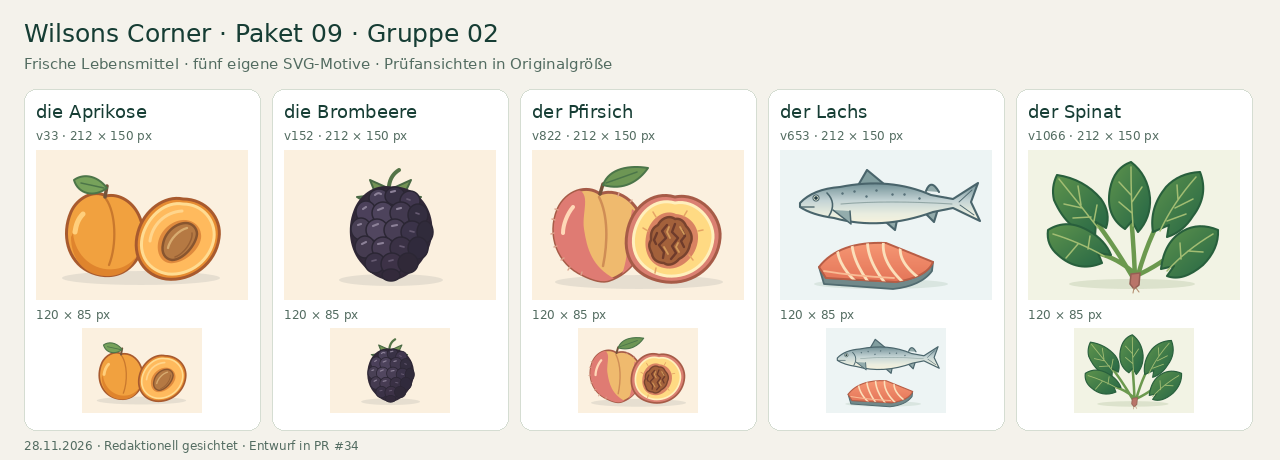 Wilsons Corner · Paket 09 · Gruppe 02
Frische Lebensmittel · fünf eigene SVG-Motive · Prüfansichten in Originalgröße
die Aprikose
v33 · 212 × 150 px
120 × 85 px
die Brombeere
v152 · 212 × 150 px
120 × 85 px
der Pfirsich
v822 · 212 × 150 px
120 × 85 px
der Lachs
v653 · 212 × 150 px
120 × 85 px
der Spinat
v1066 · 212 × 150 px
120 × 85 px
28.11.2026 · Redaktionell gesichtet · Entwurf in PR #34